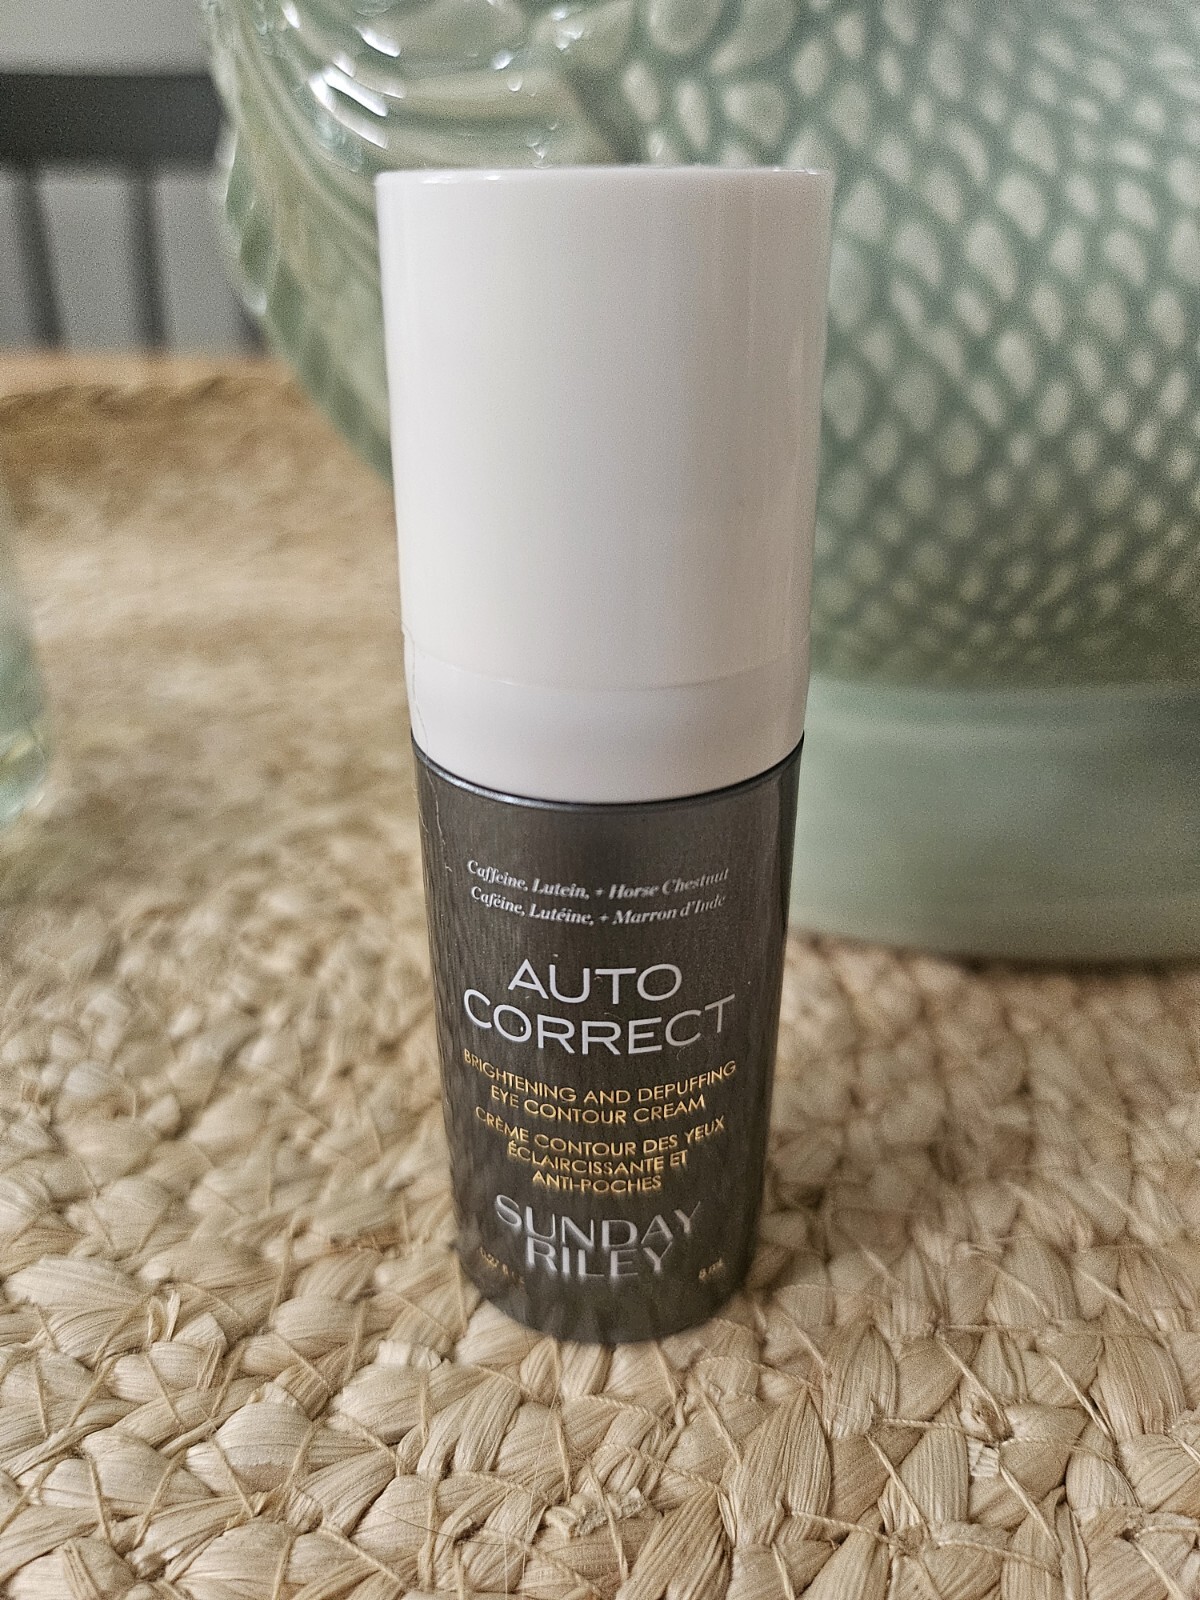 Caffeine, Lutein, + Horse Chestnut
Caféine, Lutéine, + Marron d'Inde
AUTO
CORRECT
BRIGHTENING AND DEPUFFING
EYE CONTOUR CREAM
CRÈME CONTOUR DES YEUX
ÉCLAIRCISSANTE ET
ANTI-POCHES
SUNDAY
RILEY